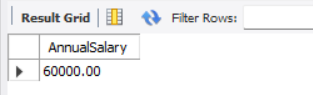 Result Grid Filter Rows:
AnnualSalary
60000.00